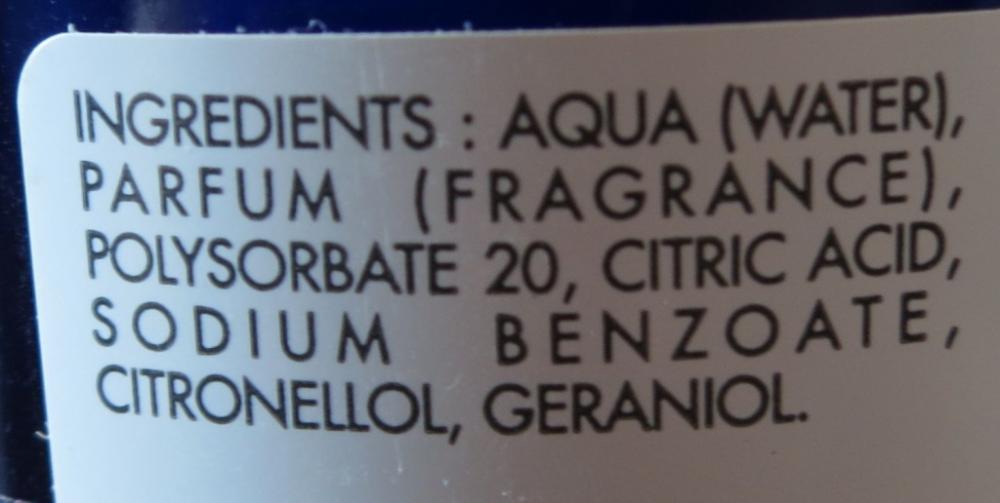 INGREDIENTS : AQUA (WATER),
PARFUM (FRAGRANCE),
POLYSORBATE 20, CITRIC ACID,
SODIUM BENZOATE,
CITRONELLOL, GERANIOL.